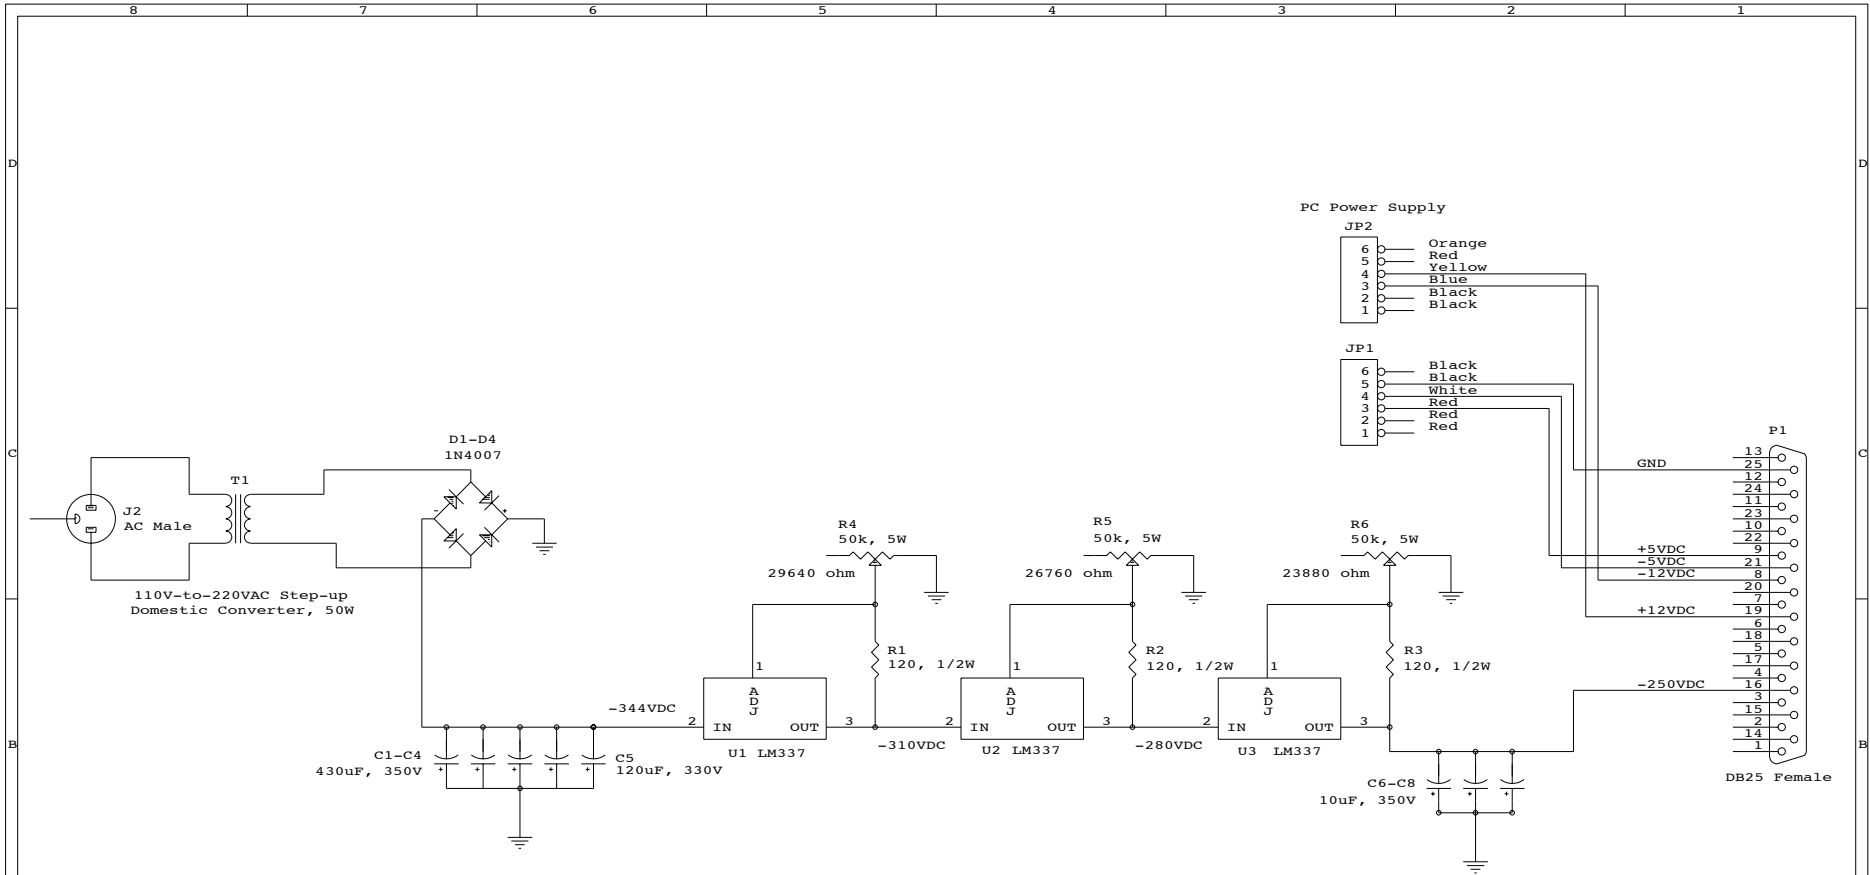 8 7 6 5 4 3 2 1
D D
PC Power Supply
JP2
6 Orange
5 Red
4 Yellow
3 Blue
2 Black
1 Black
JP1
6 Black
5 Black
4 White
3 Red
2 Red
1 Red
C C
D1-D4
1N4007
- +
T1
J2
AC Male
110V-to-220VAC Step-up
Domestic Converter, 50W
R4
50k, 5W
29640 ohm
R5
50k, 5W
26760 ohm
R6
50k, 5W
23880 ohm
R1
120, 1/2W
R2
120, 1/2W
R3
120, 1/2W
1
ADJ
2 IN OUT 3
U1 LM337
1
ADJ
2 IN OUT 3
U2 LM337
1
ADJ
2 IN OUT 3
U3 LM337
-344VDC
-310VDC
-280VDC
B B
C1-C4
430uF, 350V
C5
120uF, 330V
+ + + + +
C6-C8
10uF, 350V
+ + +
P1
13
GND 25
12
24
11
23
10
22
+5VDC 9
-5VDC 21
-12VDC 8
20
7
+12VDC 19
6
18
5
17
4
-250VDC 16
3
15
2
14
1
DB25 Female